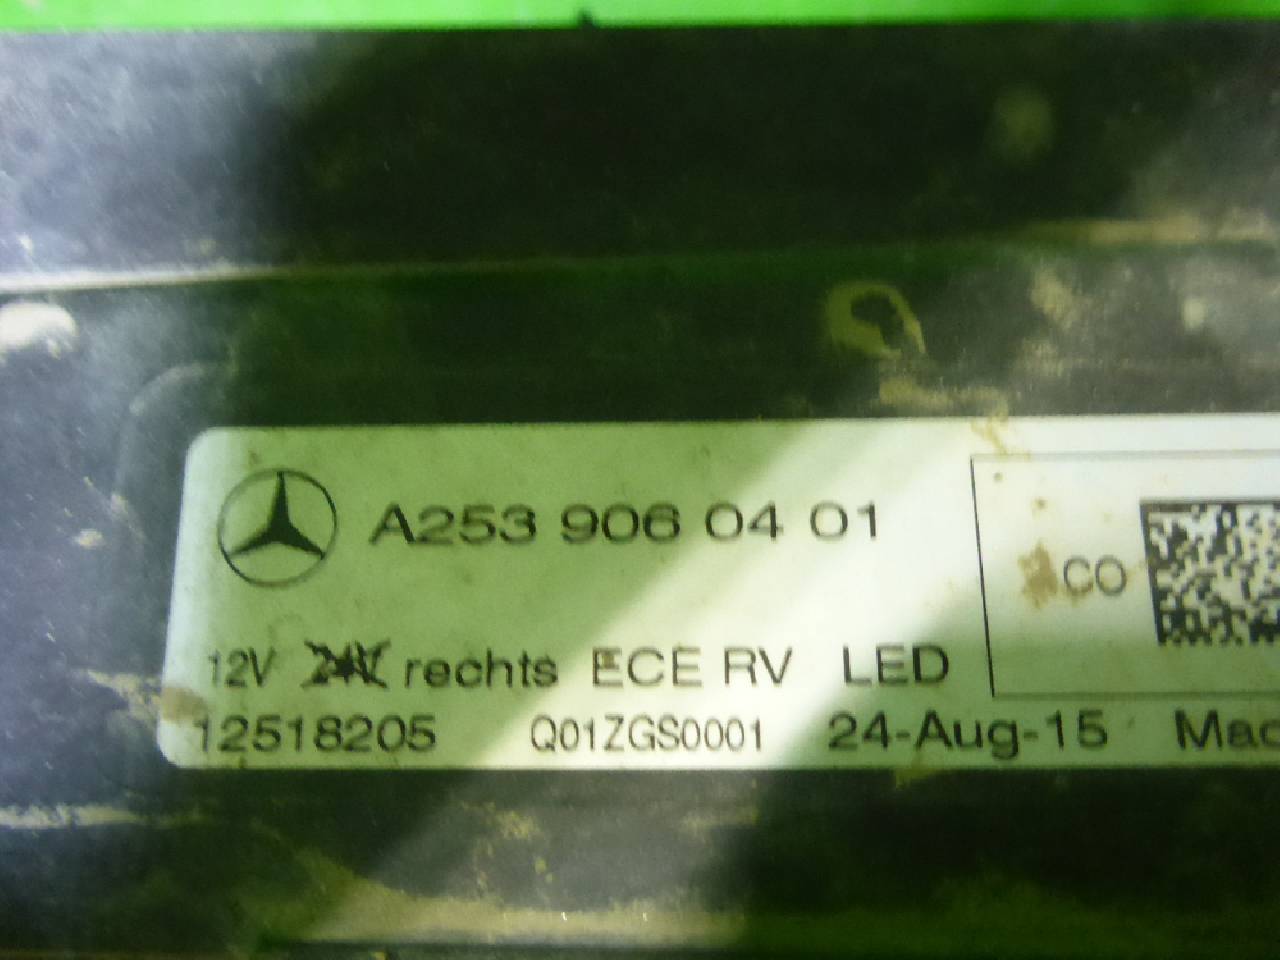 A253 906 04 01
CO
12V 24V rechts ECE RV LED
12518205 Q01ZGS0001 24-Aug-15